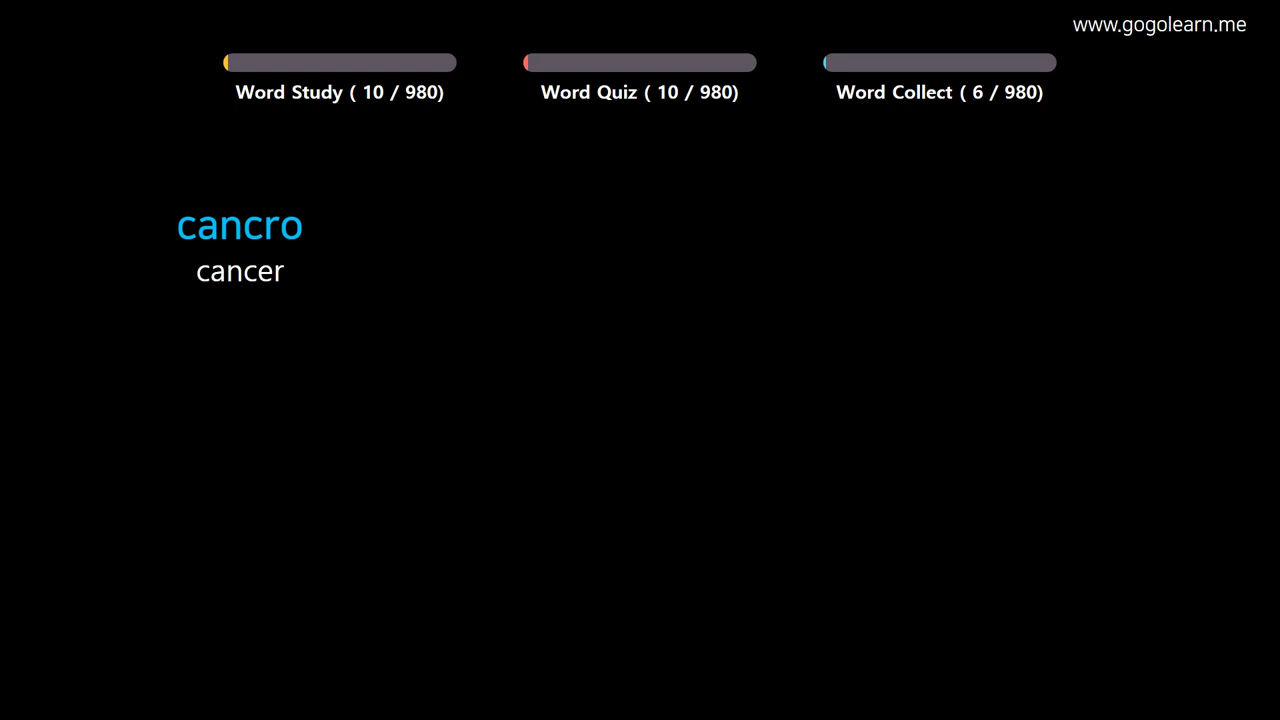 www.gogolearn.me
Word Study ( 10 / 980)
Word Quiz ( 10 / 980)
Word Collect ( 6 / 980)
cancro
cancer